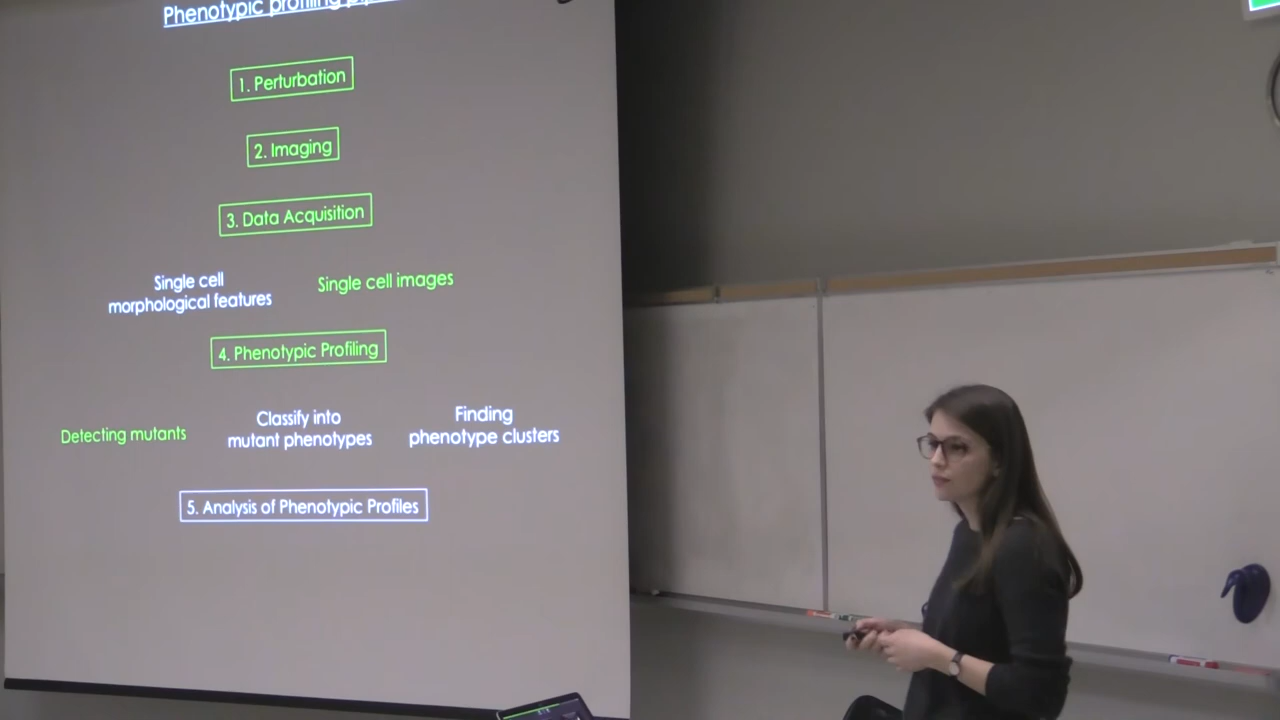 Phenotypic profiling
1. Perturbation
2. Imaging
3. Data Acquisition
Single cell
morphological features
Single cell images
4. Phenotypic Profiling
Detecting mutants
Classify into
mutant phenotypes
Finding
phenotype clusters
5. Analysis of Phenotypic Profiles